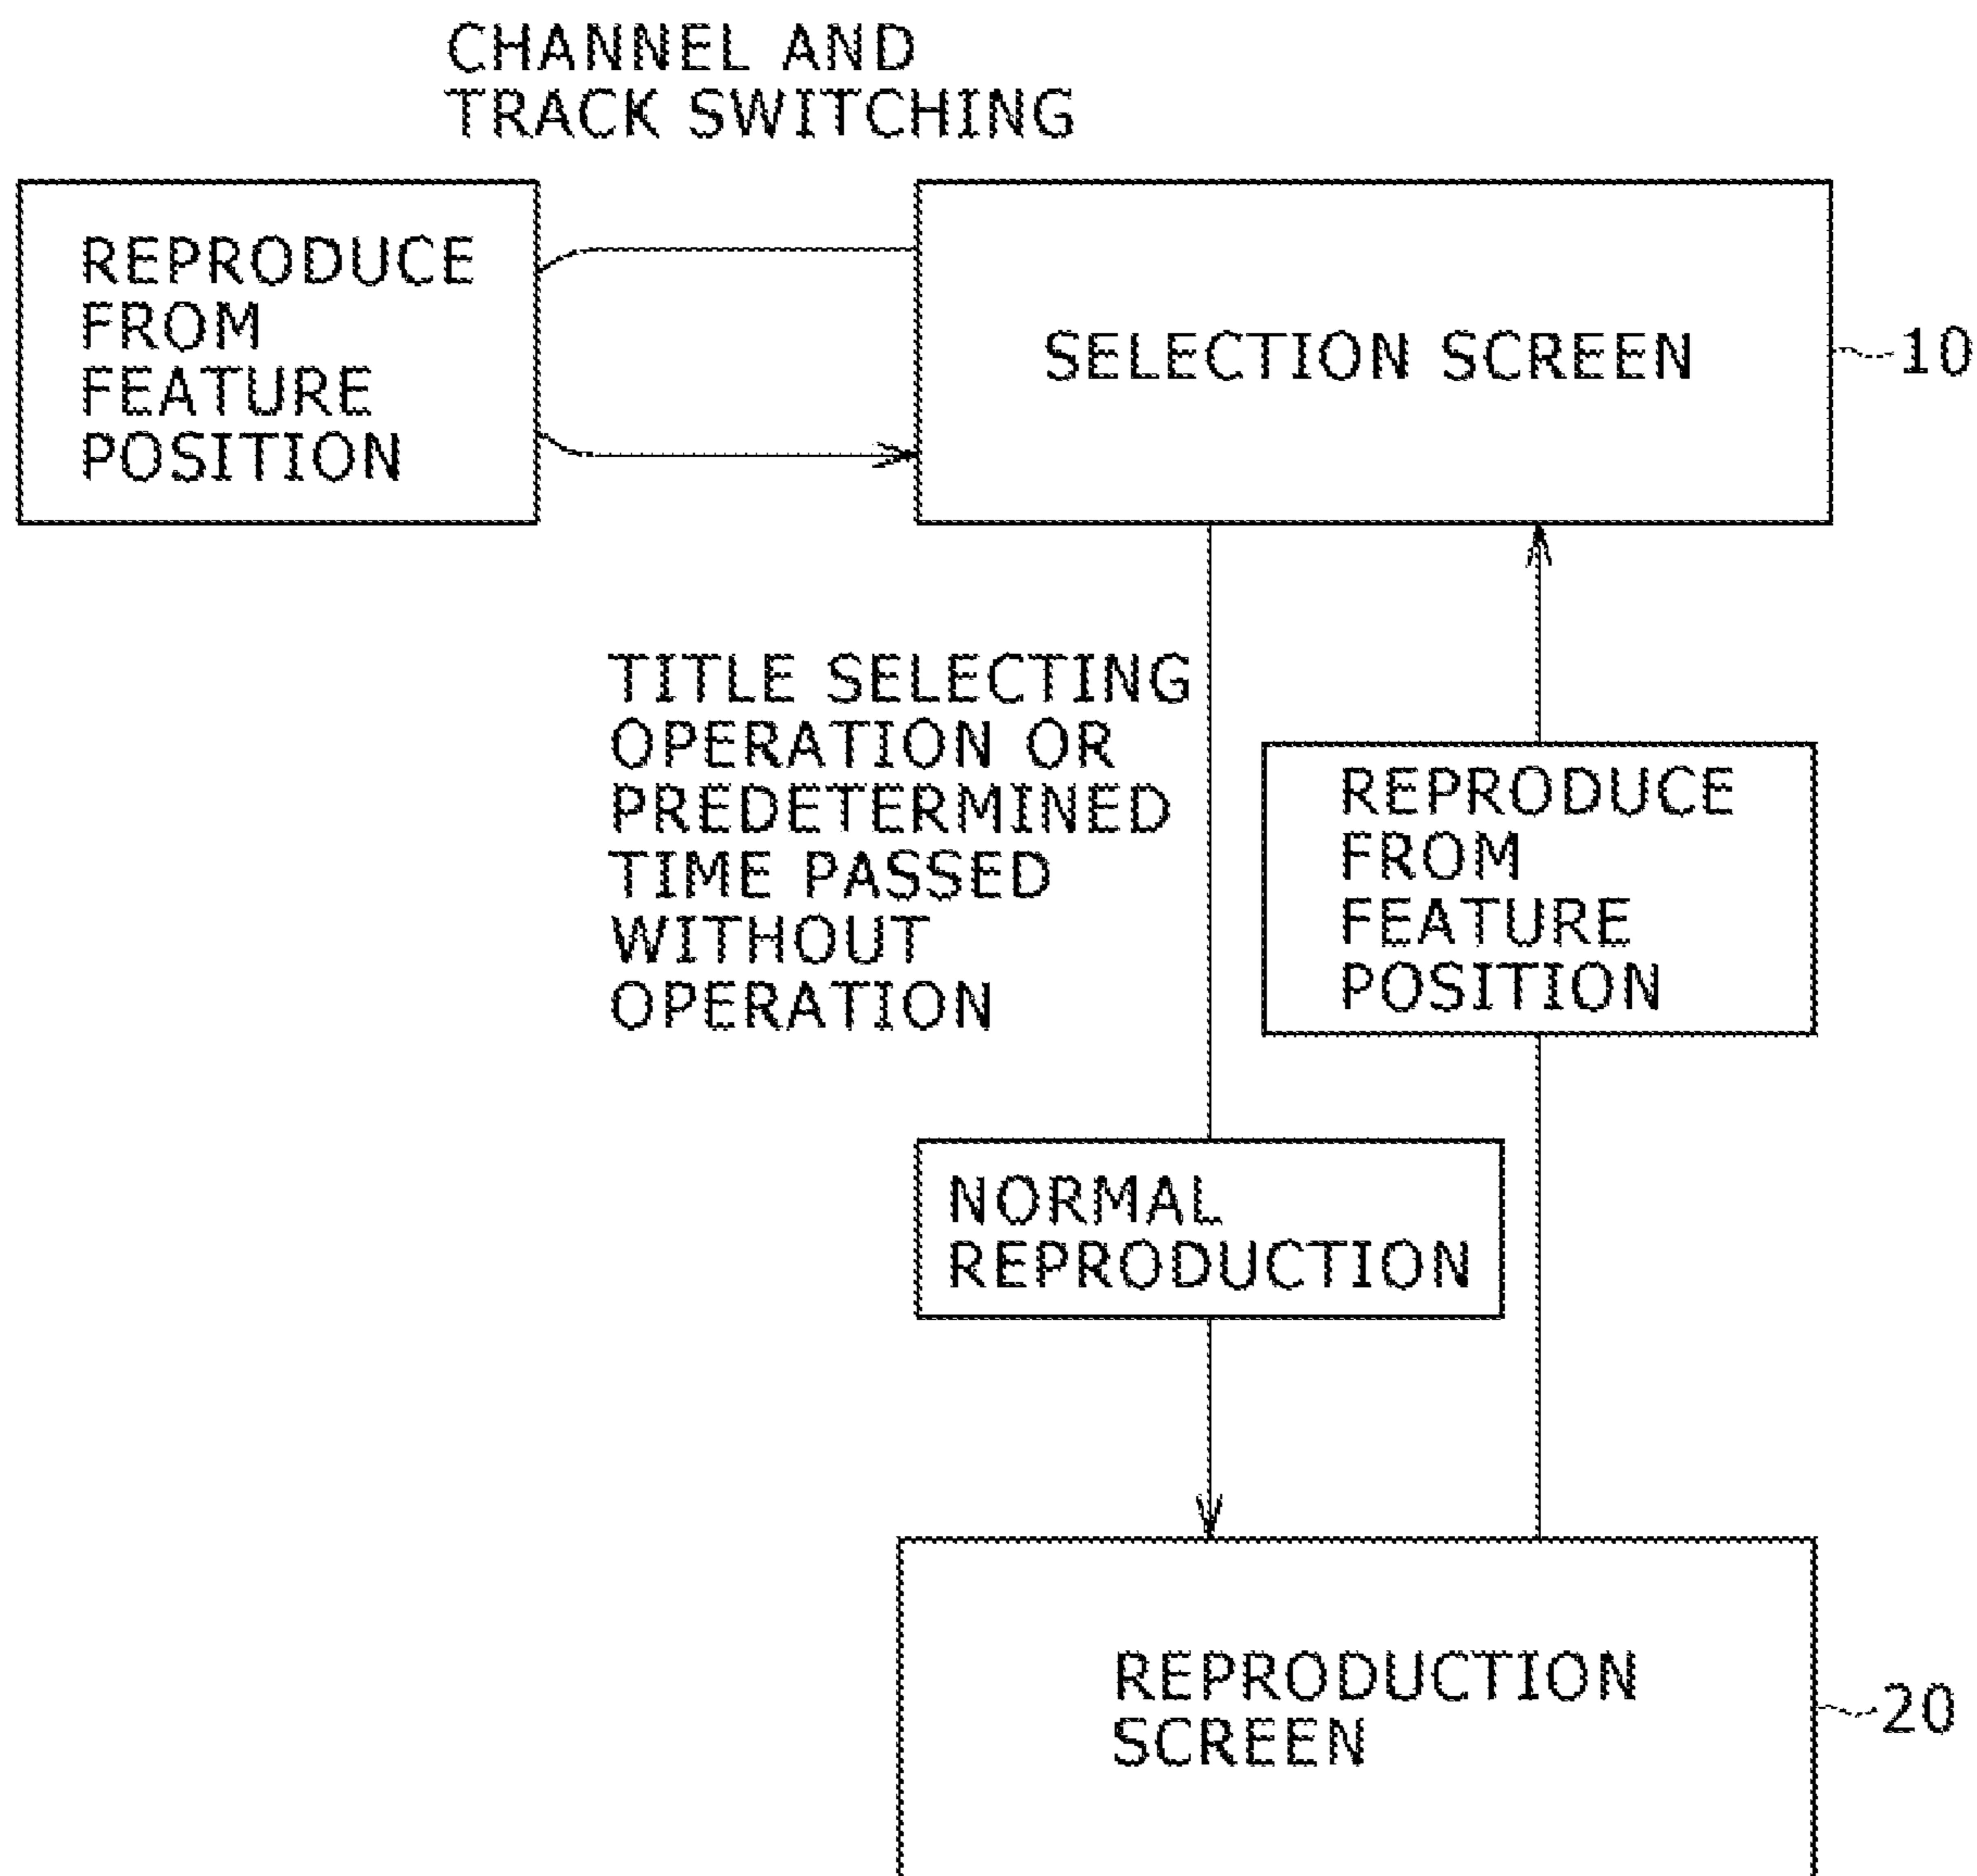 CHANNEL AND
TRACK SWITCHING
REPRODUCE
FROM
FEATURE
POSITION
SELECTION SCREEN
10
TITLE SELECTING
OPERATION OR
PREDETERMINED
TIME PASSED
WITHOUT
OPERATION
REPRODUCE
FROM
FEATURE
POSITION
NORMAL
REPRODUCTION
REPRODUCTION
SCREEN
20